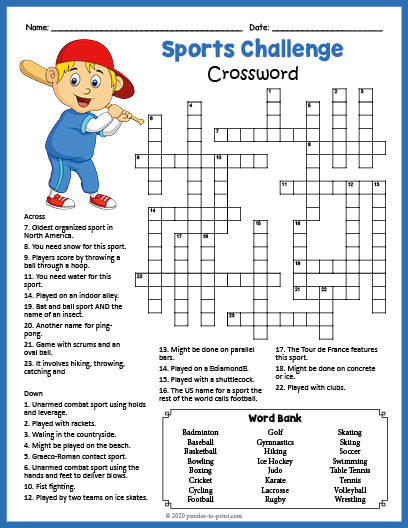 Name: Date:
Sports Challenge
Crossword
1
2
3
4
5
6
7
8
9
10
11
12
13
14
15
16
17
18
19
20
21
22
23
Across
7. Oldest organized sport in
North America.
8. You need snow for this sport.
9. Players score by throwing a
ball through a hoop.
11. You need water for this
sport.
14. Played on an indoor alley.
19. Bat and ball sport AND the
name of an insect.
20. Another name for ping-
pong.
21. Game with scrums and an
oval ball.
23. It involves hiking, throwing,
catching and
Down
1. Unarmed combat sport using holds
and leverage.
2. Played with rackets.
3. Waling in the countryside.
4. Might be played on the beach.
5. Graeco-Roman contact sport.
6. Unarmed combat sport using the
hands and feet to deliver blows.
10. Fist fighting.
12. Played by two teams on ice skates.
13. Might be done on parallel
bars.
14. Played on a diamond.
15. Played with a shuttlecock.
16. The US name for a sport the
rest of the world calls football.
17. The Tour de France features
this sport.
18. Might be done on concrete
or ice.
22. Played with clubs.
Word Bank
Badminton Golf Skating
Baseball Gymnastics Skiing
Basketball Hiking Soccer
Bowling Ice Hockey Swimming
Boxing Judo Table Tennis
Cricket Karate Tennis
Cycling Lacrosse Volleyball
Football Rugby Wrestling
© 2020 puzzles-to-print.com